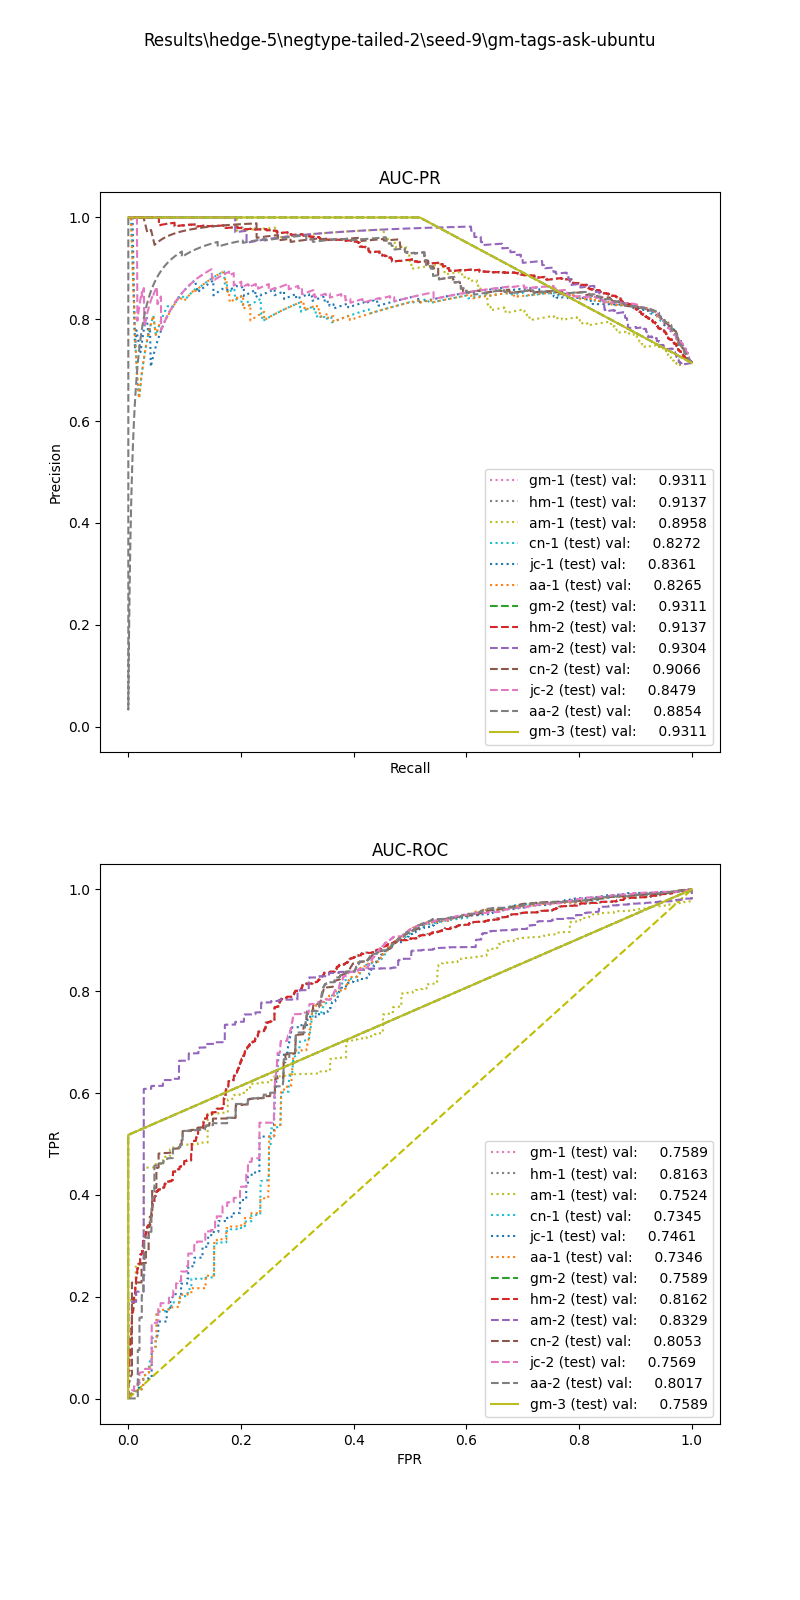 Results\hedge-5\negtype-tailed-2\seed-9\gm-tags-ask-ubuntu
AUC-PR
1.0
0.8
0.6
0.4
0.2
0.0
Precision
gm-1 (test) val: 0.9311
hm-1 (test) val: 0.9137
am-1 (test) val: 0.8958
cn-1 (test) val: 0.8272
jc-1 (test) val: 0.8361
aa-1 (test) val: 0.8265
gm-2 (test) val: 0.9311
hm-2 (test) val: 0.9137
am-2 (test) val: 0.9304
cn-2 (test) val: 0.9066
jc-2 (test) val: 0.8479
aa-2 (test) val: 0.8854
gm-3 (test) val: 0.9311
Recall
AUC-ROC
1.0
0.8
0.6
0.4
0.2
0.0
TPR
gm-1 (test) val: 0.7589
hm-1 (test) val: 0.8163
am-1 (test) val: 0.7524
cn-1 (test) val: 0.7345
jc-1 (test) val: 0.7461
aa-1 (test) val: 0.7346
gm-2 (test) val: 0.7589
hm-2 (test) val: 0.8162
am-2 (test) val: 0.8329
cn-2 (test) val: 0.8053
jc-2 (test) val: 0.7569
aa-2 (test) val: 0.8017
gm-3 (test) val: 0.7589
0.0 0.2 0.4 0.6 0.8 1.0
FPR